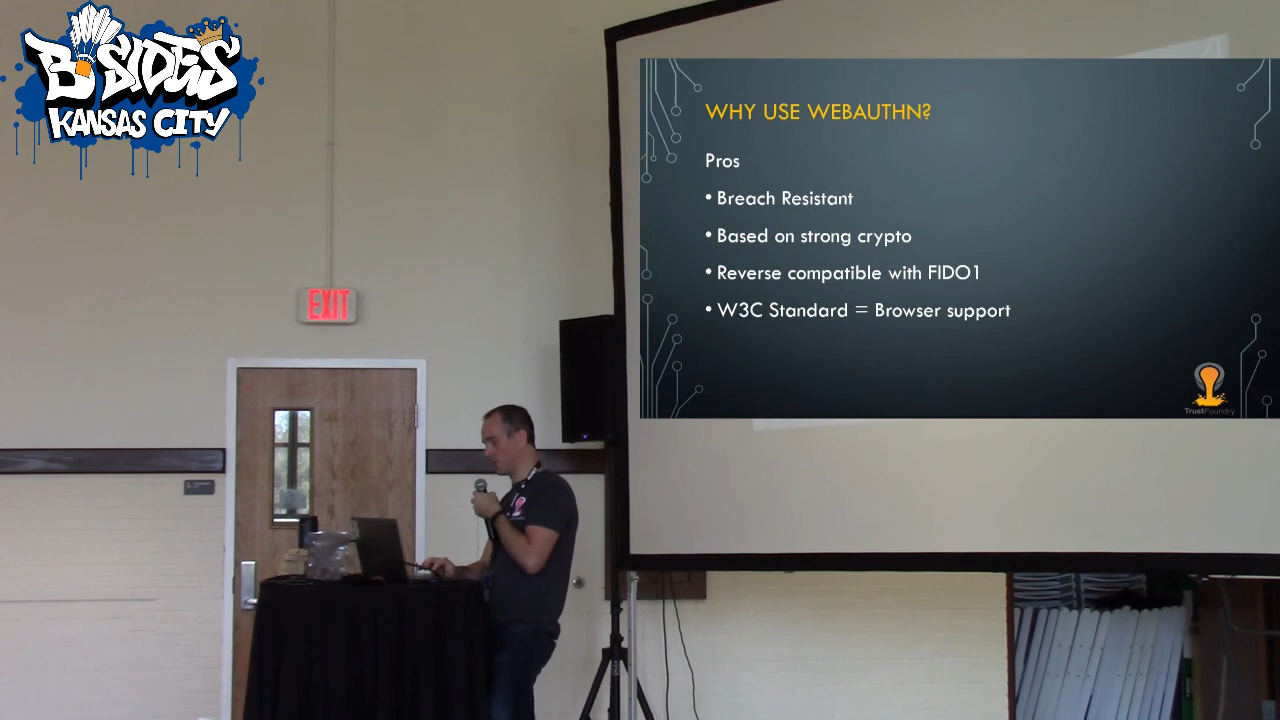 B·SIDES
KANSAS CITY
EXIT
WHY USE WEBAUTHN?
Pros
• Breach Resistant
• Based on strong crypto
• Reverse compatible with FIDO1
• W3C Standard = Browser support
TrustFoundry